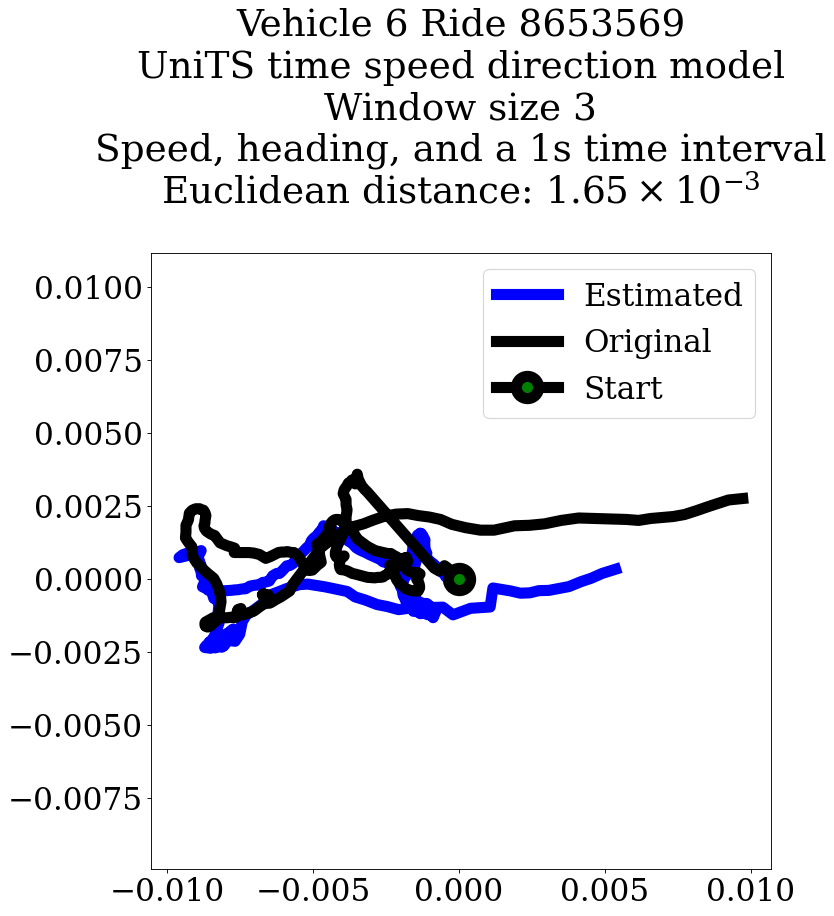 Vehicle 6 Ride 8653569
UniTS time speed direction model
Window size 3
Speed, heading, and a 1s time interval
Euclidean distance: 1.65 × 10⁻³
Estimated
Original
Start
0.0100
0.0075
0.0050
0.0025
0.0000
−0.0025
−0.0050
−0.0075
−0.010 −0.005 0.000 0.005 0.010